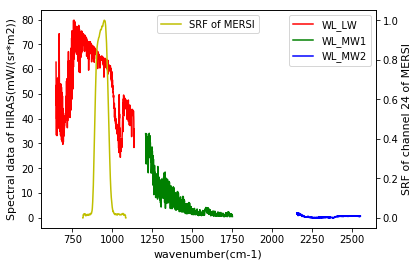 SRF of MERSI
WL_LW
WL_MW1
WL_MW2
Spectral data of HIRAS(mW/(sr*m2))
80
70
60
50
40
30
20
10
0
1.0
0.8
0.6
0.4
0.2
0.0
SRF of channel 24 of MERSI
750 1000 1250 1500 1750 2000 2250 2500
wavenumber(cm-1)